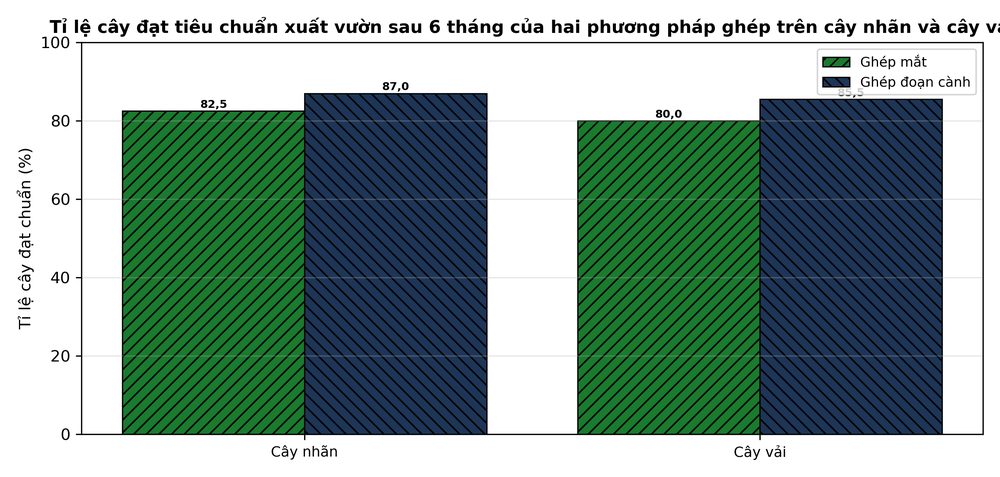 Tỉ lệ cây đạt tiêu chuẩn xuất vườn sau 6 tháng của hai phương pháp ghép trên cây nhãn và cây
100
80
60
40
20
0
Tỉ lệ cây đạt chuẩn (%)
82,5
87,0
80,0
85,5
Ghép mắt
Ghép đoạn cành
Cây nhãn
Cây vải